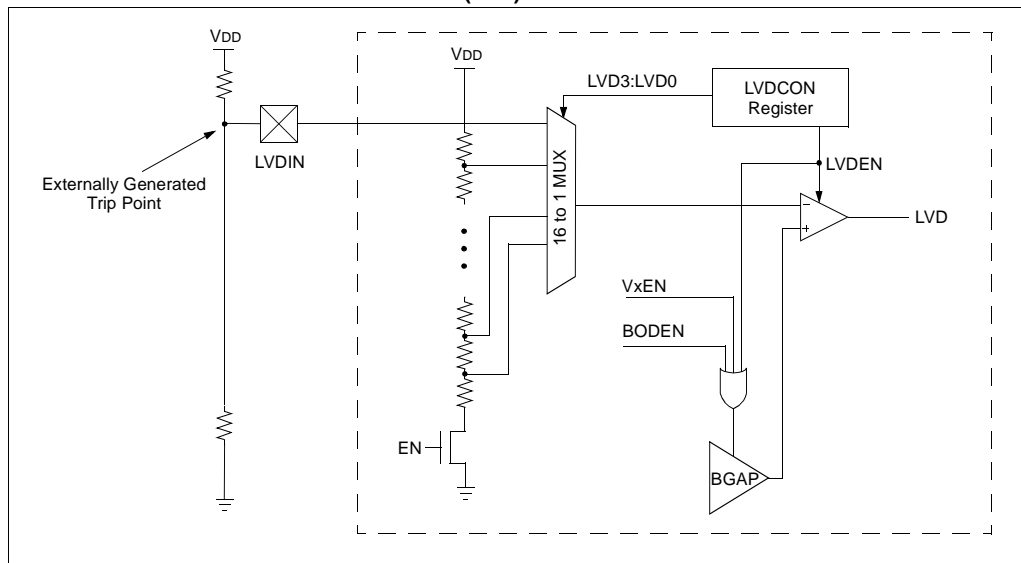 VDD
VDD
LVD3:LVD0
LVDCON
Register
LVDIN
Externally Generated
Trip Point
16 to 1 MUX
LVDEN
LVD
VxEN
BODEN
EN
BGAP